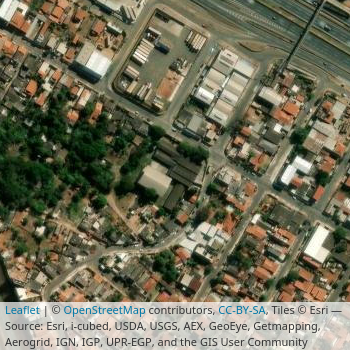 Leaflet | © OpenStreetMap contributors, CC-BY-SA, Tiles © Esri —
Source: Esri, i-cubed, USDA, USGS, AEX, GeoEye, Getmapping,
Aerogrid, IGN, IGP, UPR-EGP, and the GIS User Community